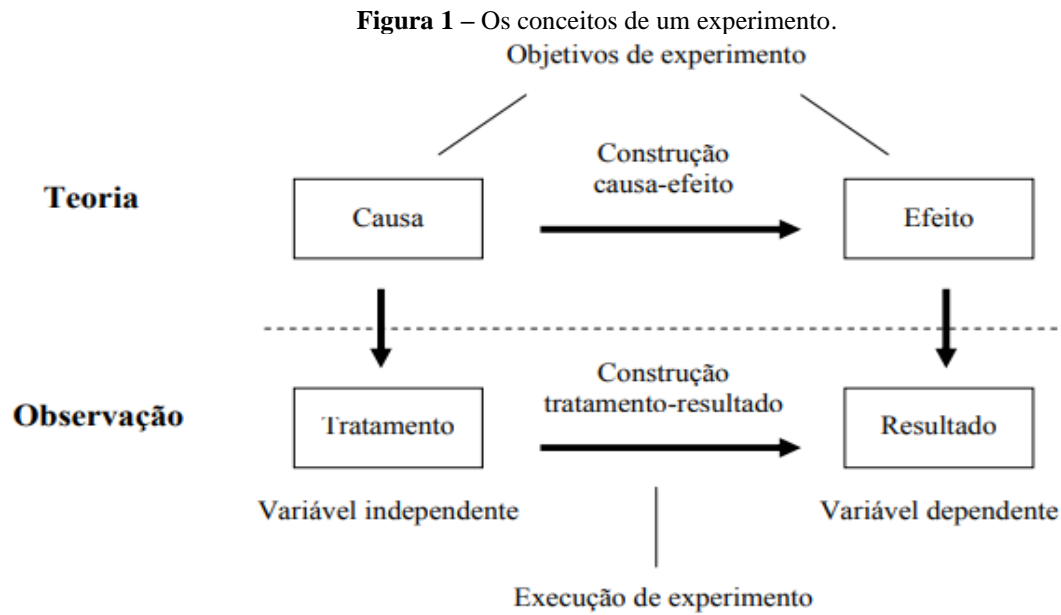 Figura 1 – Os conceitos de um experimento.
Objetivos de experimento
Construção
causa-efeito
Teoria
Causa
Efeito
Construção
tratamento-resultado
Observação
Tratamento
Resultado
Variável independente
Variável dependente
Execução de experimento